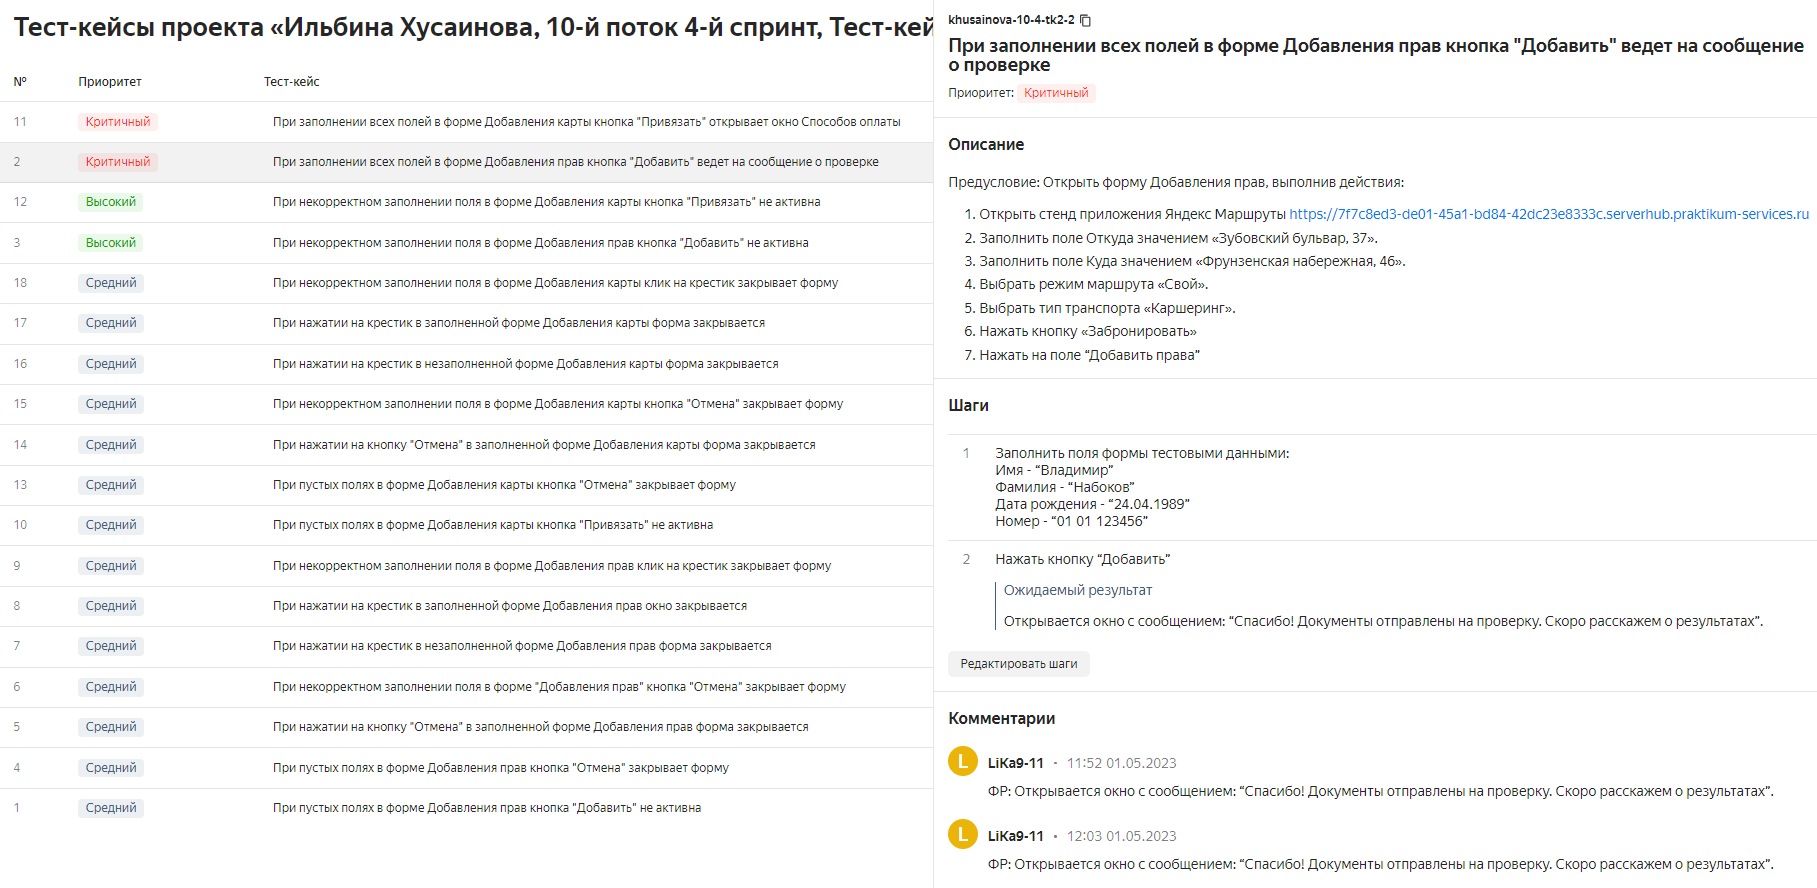 Тест-кейсы проекта «Ильбина Хусаинова, 10-й поток 4-й спринт, Тест-кей
№ Приоритет Тест-кейс
11 Критичный При заполнении всех полей в форме Добавления карты кнопка "Привязать" открывает окно Способов оплаты
2 Критичный При заполнении всех полей в форме Добавления прав кнопка "Добавить" ведет на сообщение о проверке
12 Высокий При некорректном заполнении поля в форме Добавления карты кнопка "Привязать" не активна
3 Высокий При некорректном заполнении поля в форме Добавления прав кнопка "Добавить" не активна
18 Средний При некорректном заполнении поля в форме Добавления карты клик на крестик закрывает форму
17 Средний При нажатии на крестик в заполненной форме Добавления карты форма закрывается
16 Средний При нажатии на крестик в незаполненной форме Добавления карты форма закрывается
15 Средний При некорректном заполнении поля в форме Добавления карты кнопка "Отмена" закрывает форму
14 Средний При нажатии на кнопку "Отмена" в заполненной форме Добавления карты форма закрывается
13 Средний При пустых полях в форме Добавления карты кнопка "Отмена" закрывает форму
10 Средний При пустых полях в форме Добавления карты кнопка "Привязать" не активна
9 Средний При некорректном заполнении поля в форме Добавления прав клик на крестик закрывает форму
8 Средний При нажатии на крестик в заполненной форме Добавления прав окно закрывается
7 Средний При нажатии на крестик в незаполненной форме Добавления прав форма закрывается
6 Средний При некорректном заполнении поля в форме "Добавления прав" кнопка "Отмена" закрывает форму
5 Средний При нажатии на кнопку "Отмена" в заполненной форме Добавления прав форма закрывается
4 Средний При пустых полях в форме Добавления прав кнопка "Отмена" закрывает форму
1 Средний При пустых полях в форме Добавления прав кнопка "Добавить" не активна
khusainova-10-4-tk2-2
При заполнении всех полей в форме Добавления прав кнопка "Добавить" ведет на сообщение
о проверке
Приоритет: Критичный
Описание
Предусловие: Открыть форму Добавления прав, выполнив действия:
1. Открыть стенд приложения Яндекс Маршруты https://7f7c8ed3-de01-45a1-bd84-42dc23e8333c.serverhub.praktikum-services.ru
2. Заполнить поле Откуда значением «Зубовский бульвар, 37».
3. Заполнить поле Куда значением «Фрунзенская набережная, 46».
4. Выбрать режим маршрута «Свой».
5. Выбрать тип транспорта «Каршеринг».
6. Нажать кнопку «Забронировать»
7. Нажать на поле “Добавить права”
Шаги
1 Заполнить поля формы тестовыми данными:
Имя - “Владимир”
Фамилия - “Набоков”
Дата рождения - “24.04.1989”
Номер - “01 01 123456”
2 Нажать кнопку “Добавить”
Ожидаемый результат
Открывается окно с сообщением: “Спасибо! Документы отправлены на проверку. Скоро расскажем о результатах”.
Редактировать шаги
Комментарии
L LiKa9-11 • 11:52 01.05.2023
ФР: Открывается окно с сообщением: “Спасибо! Документы отправлены на проверку. Скоро расскажем о результатах”.
L LiKa9-11 • 12:03 01.05.2023
ФР: Открывается окно с сообщением: “Спасибо! Документы отправлены на проверку. Скоро расскажем о результатах”.